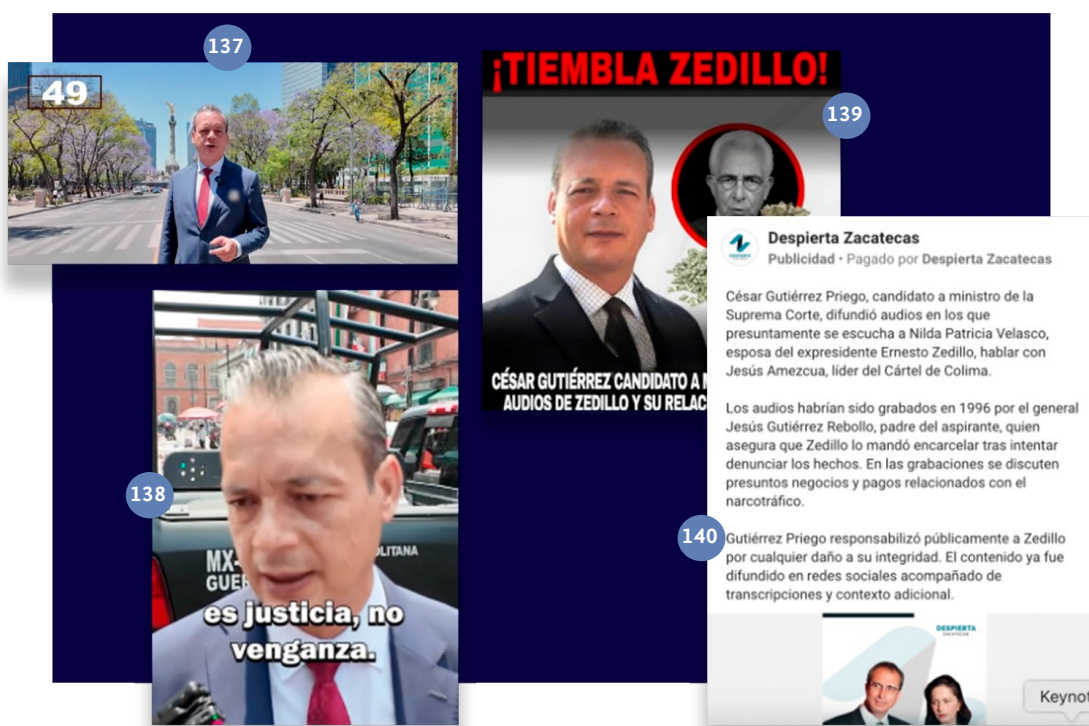 137
49
¡TIEMBLA ZEDILLO!
139
CÉSAR GUTIÉRREZ CANDIDATO A
AUDIOS DE ZEDILLO Y SU
138
MX-
es justicia, no
venganza.
Despierta Zacatecas
Publicidad · Pagado por Despierta Zacatecas
César Gutiérrez Priego, candidato a ministro de la
Suprema Corte, difundió audios en los que
presuntamente se escucha a Nilda Patricia Velasco,
esposa del expresidente Ernesto Zedillo, hablar con
Jesús Amezcua, líder del Cártel de Colima.
Los audios habrían sido grabados en 1996 por el general
Jesús Gutiérrez Rebollo, padre del aspirante, quien
asegura que Zedillo lo mandó encarcelar tras intentar
denunciar los hechos. En las grabaciones se discuten
presuntos negocios y pagos relacionados con el
narcotráfico.
140
Gutiérrez Priego responsabilizó públicamente a Zedillo
por cualquier daño a su integridad. El contenido ya fue
difundido en redes sociales acompañado de
transcripciones y contexto adicional.
DESPIERTA
ZACATECAS
Keynot